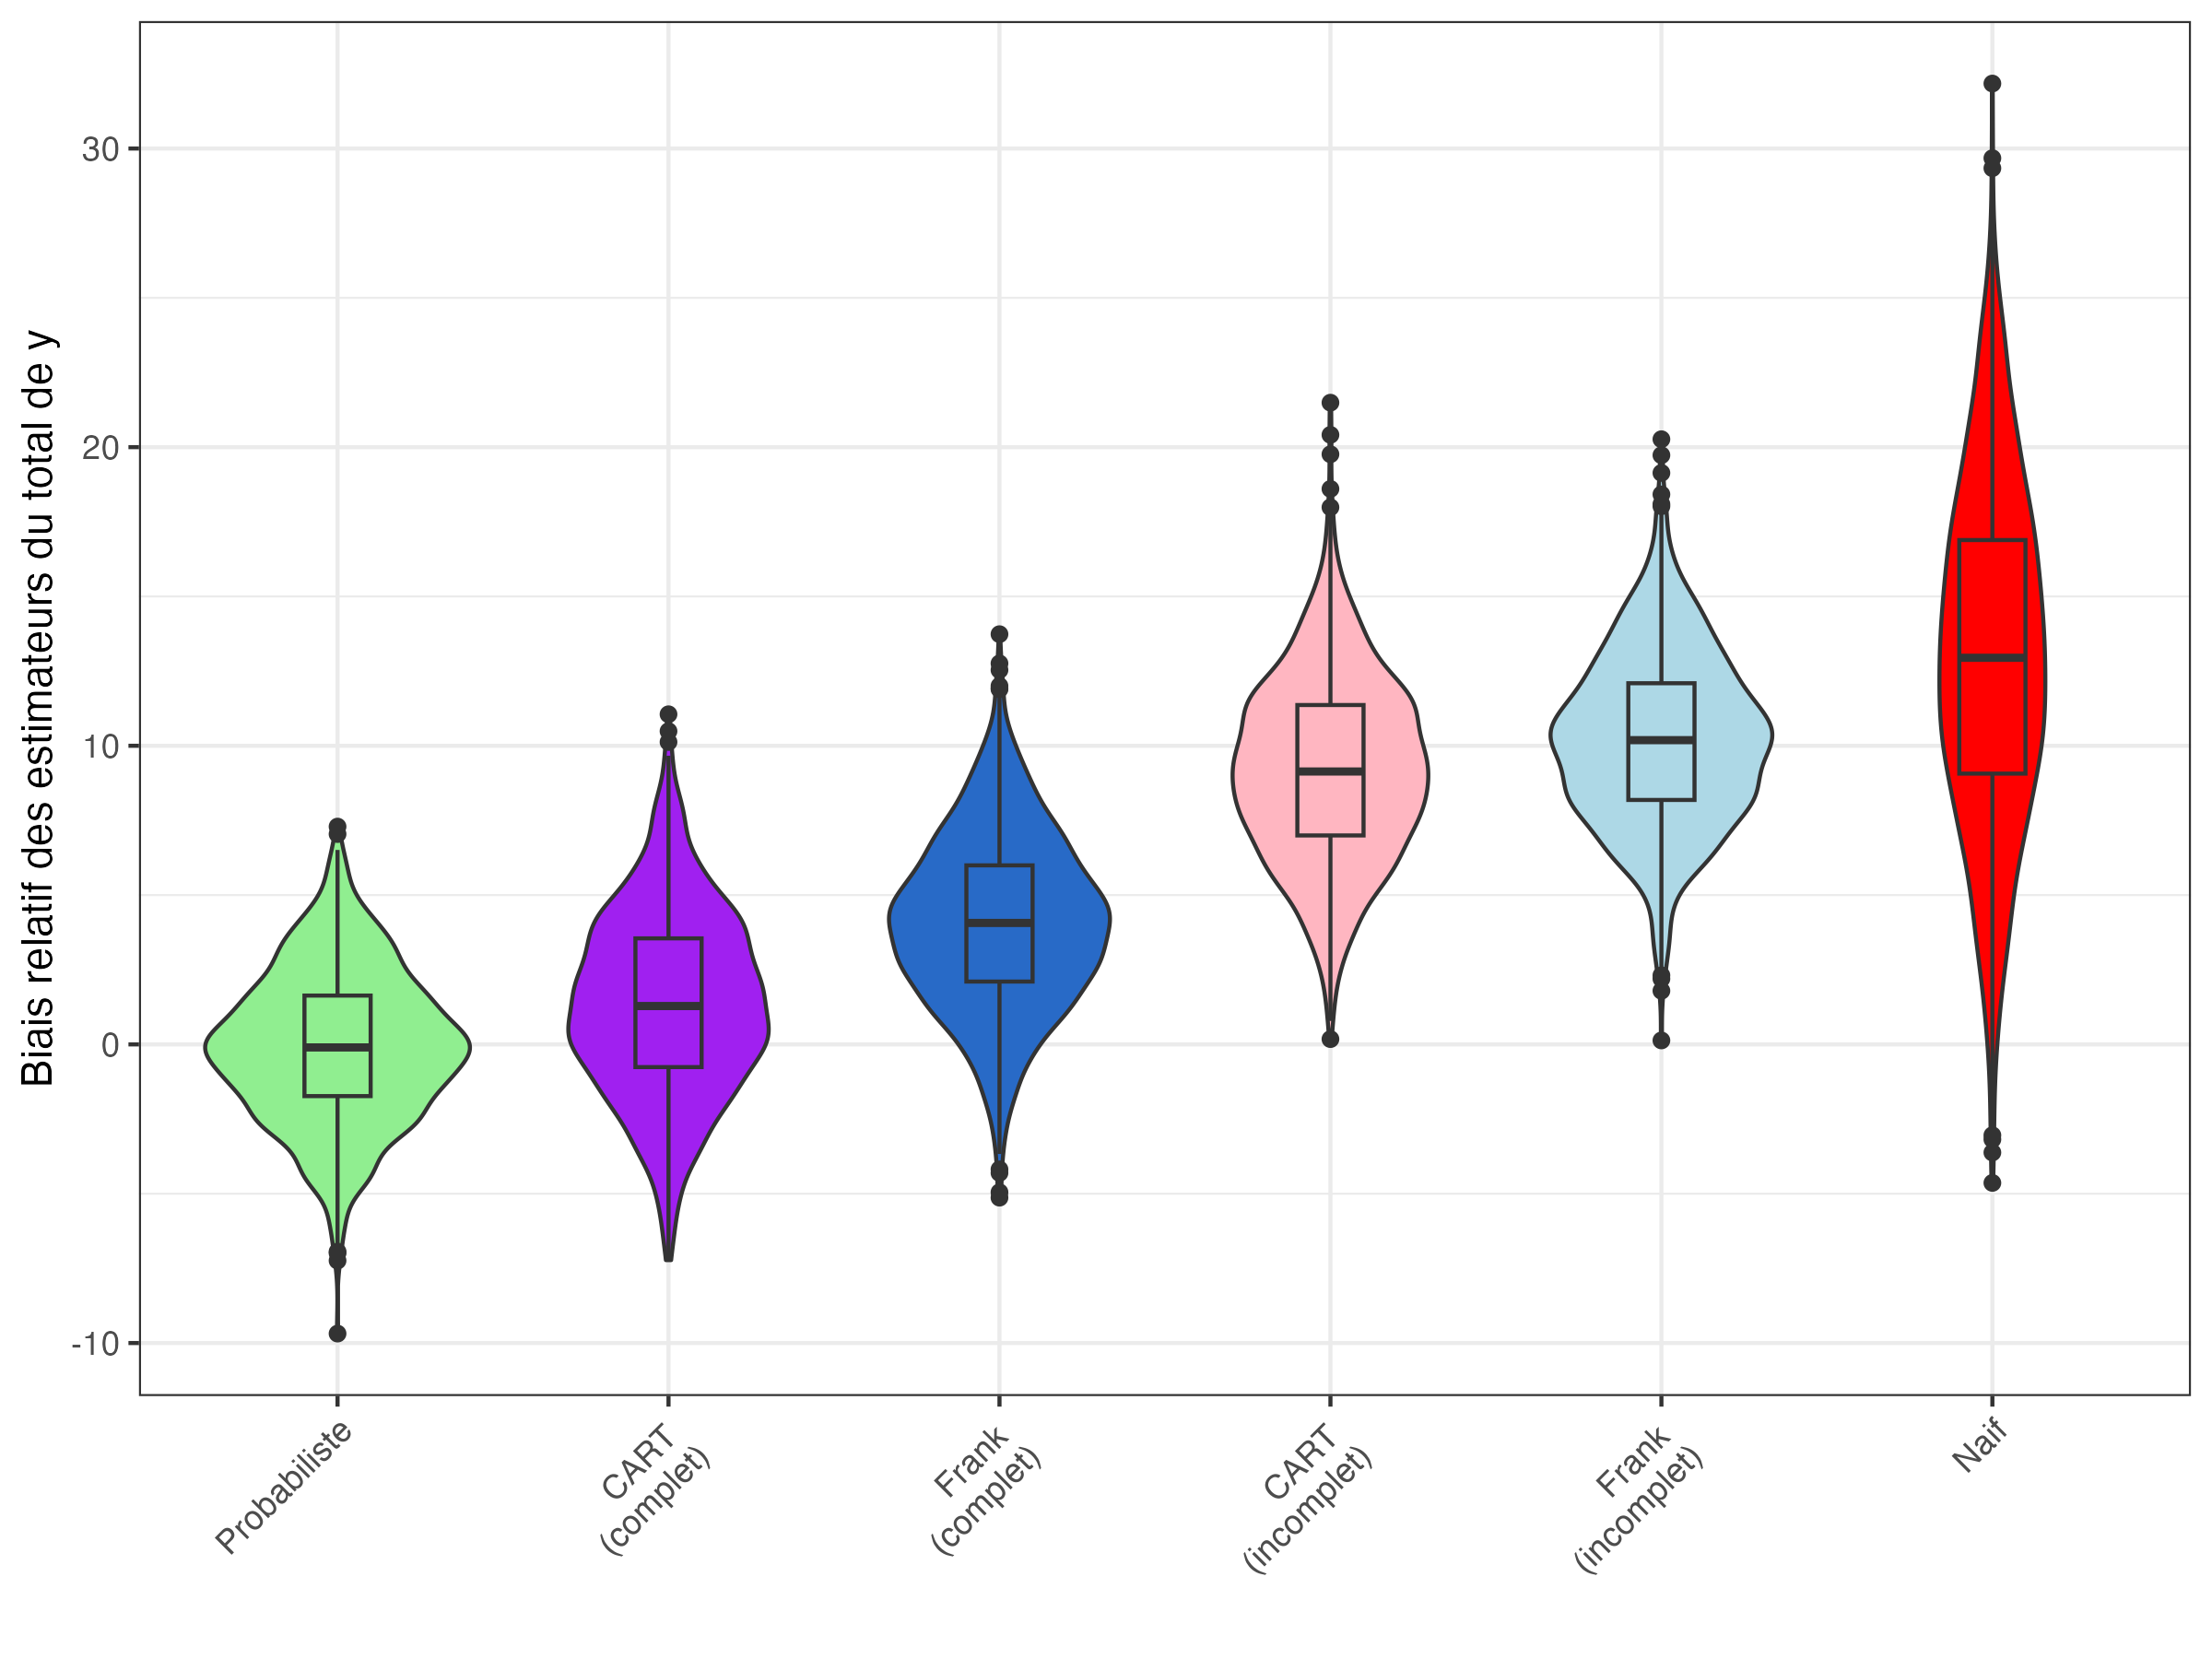 Biais relatif des estimateurs du total de y
30
20
10
0
-10
Probabiliste
CART
(complet)
Frank
(complet)
CART
(incomplet)
Frank
(incomplet)
Naif